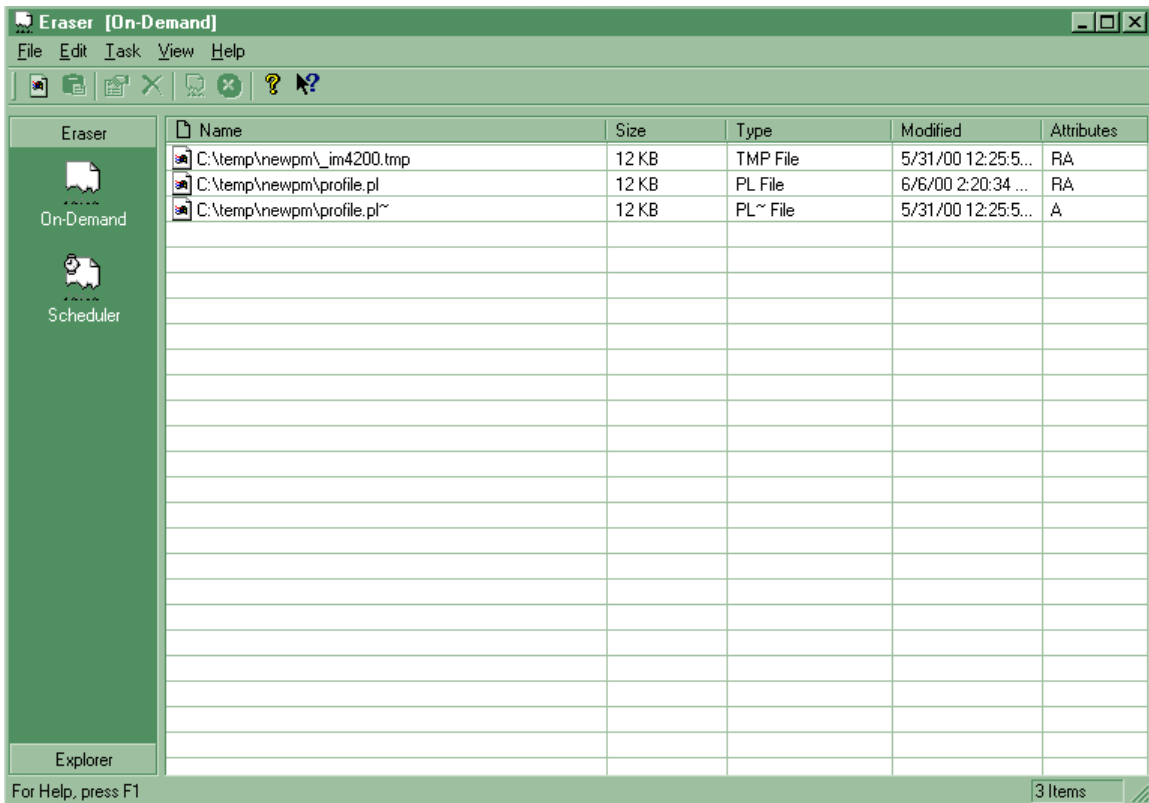 Eraser [On-Demand]
File Edit Task View Help
Eraser
On-Demand
Scheduler
Explorer
Name Size Type Modified Attributes
C:\temp\newpm\_im4200.tmp 12 KB TMP File 5/31/00 12:25:5... RA
C:\temp\newpm\profile.pl 12 KB PL File 6/6/00 2:20:34 ... RA
C:\temp\newpm\profile.pl~ 12 KB PL~ File 5/31/00 12:25:5... A
For Help, press F1 3 Items